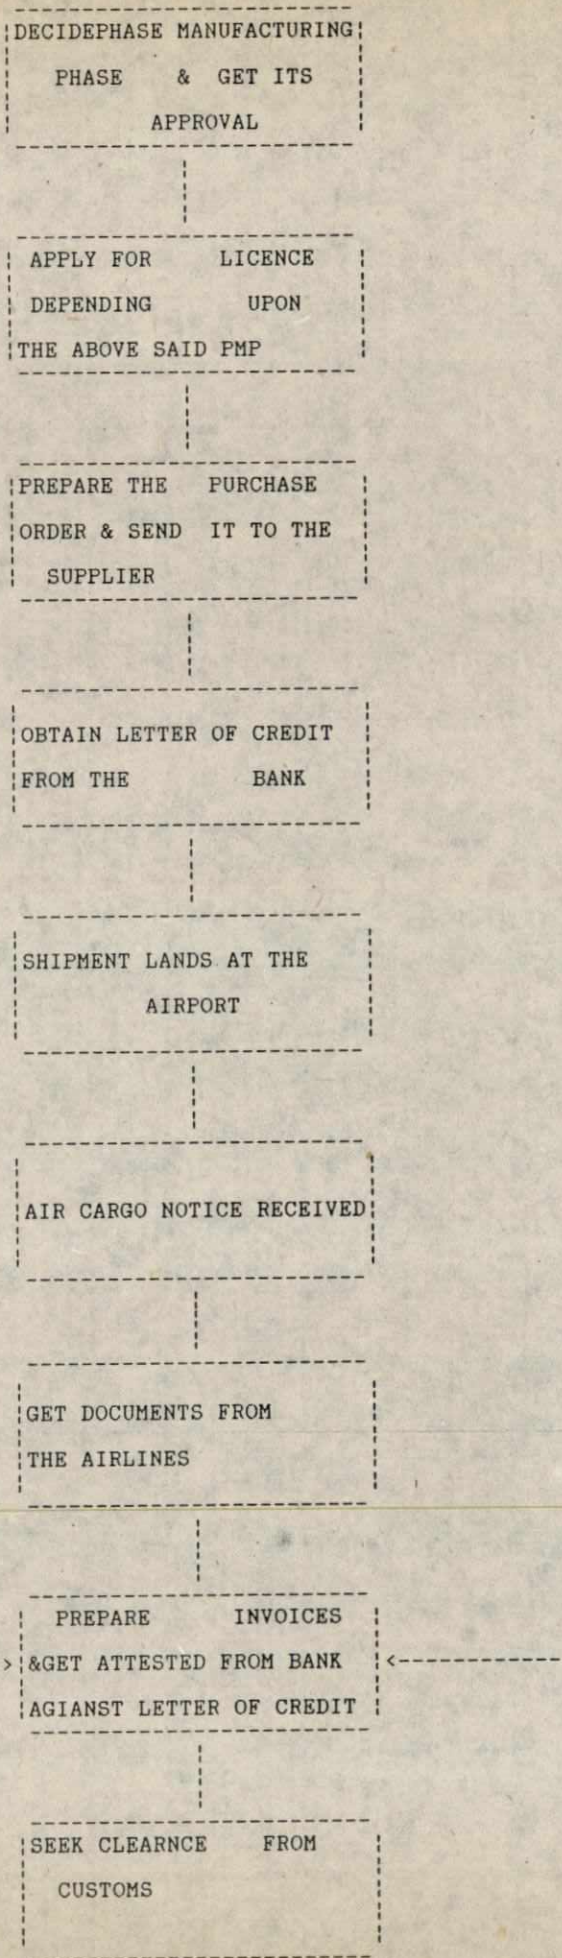 DECIDEPHASE MANUFACTURING
PHASE & GET ITS
APPROVAL
APPLY FOR LICENCE
DEPENDING UPON
THE ABOVE SAID PMP
PREPARE THE PURCHASE
ORDER & SEND IT TO THE
SUPPLIER
OBTAIN LETTER OF CREDIT
FROM THE BANK
SHIPMENT LANDS AT THE
AIRPORT
AIR CARGO NOTICE RECEIVED
GET DOCUMENTS FROM
THE AIRLINES
PREPARE INVOICES
&GET ATTESTED FROM BANK
AGIANST LETTER OF CREDIT
SEEK CLEARNCE FROM
CUSTOMS